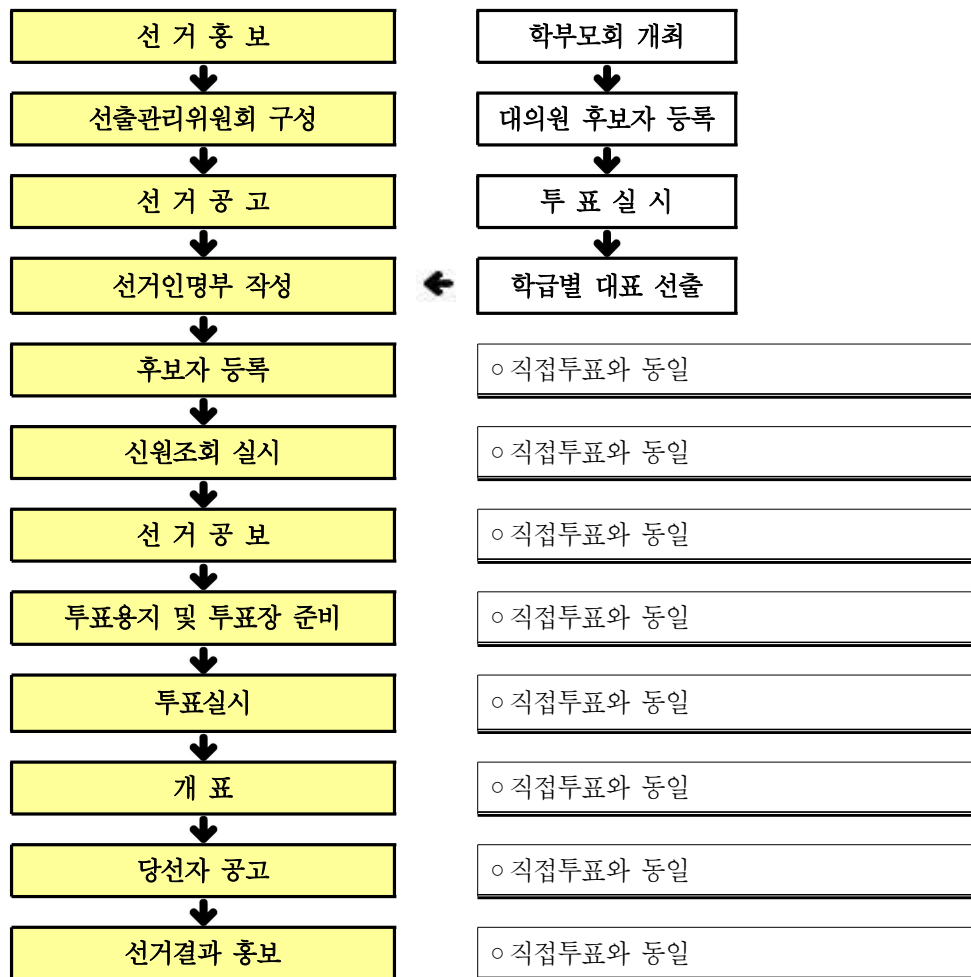 선 거 홍 보
학부모회 개최
선출관리위원회 구성
대의원 후보자 등록
선 거 공 고
투 표 실 시
선거인명부 작성
학급별 대표 선출
후보자 등록
○ 직접투표와 동일
신원조회 실시
○ 직접투표와 동일
선 거 공 보
○ 직접투표와 동일
투표용지 및 투표장 준비
○ 직접투표와 동일
투표실시
○ 직접투표와 동일
개 표
○ 직접투표와 동일
당선자 공고
○ 직접투표와 동일
선거결과 홍보
○ 직접투표와 동일